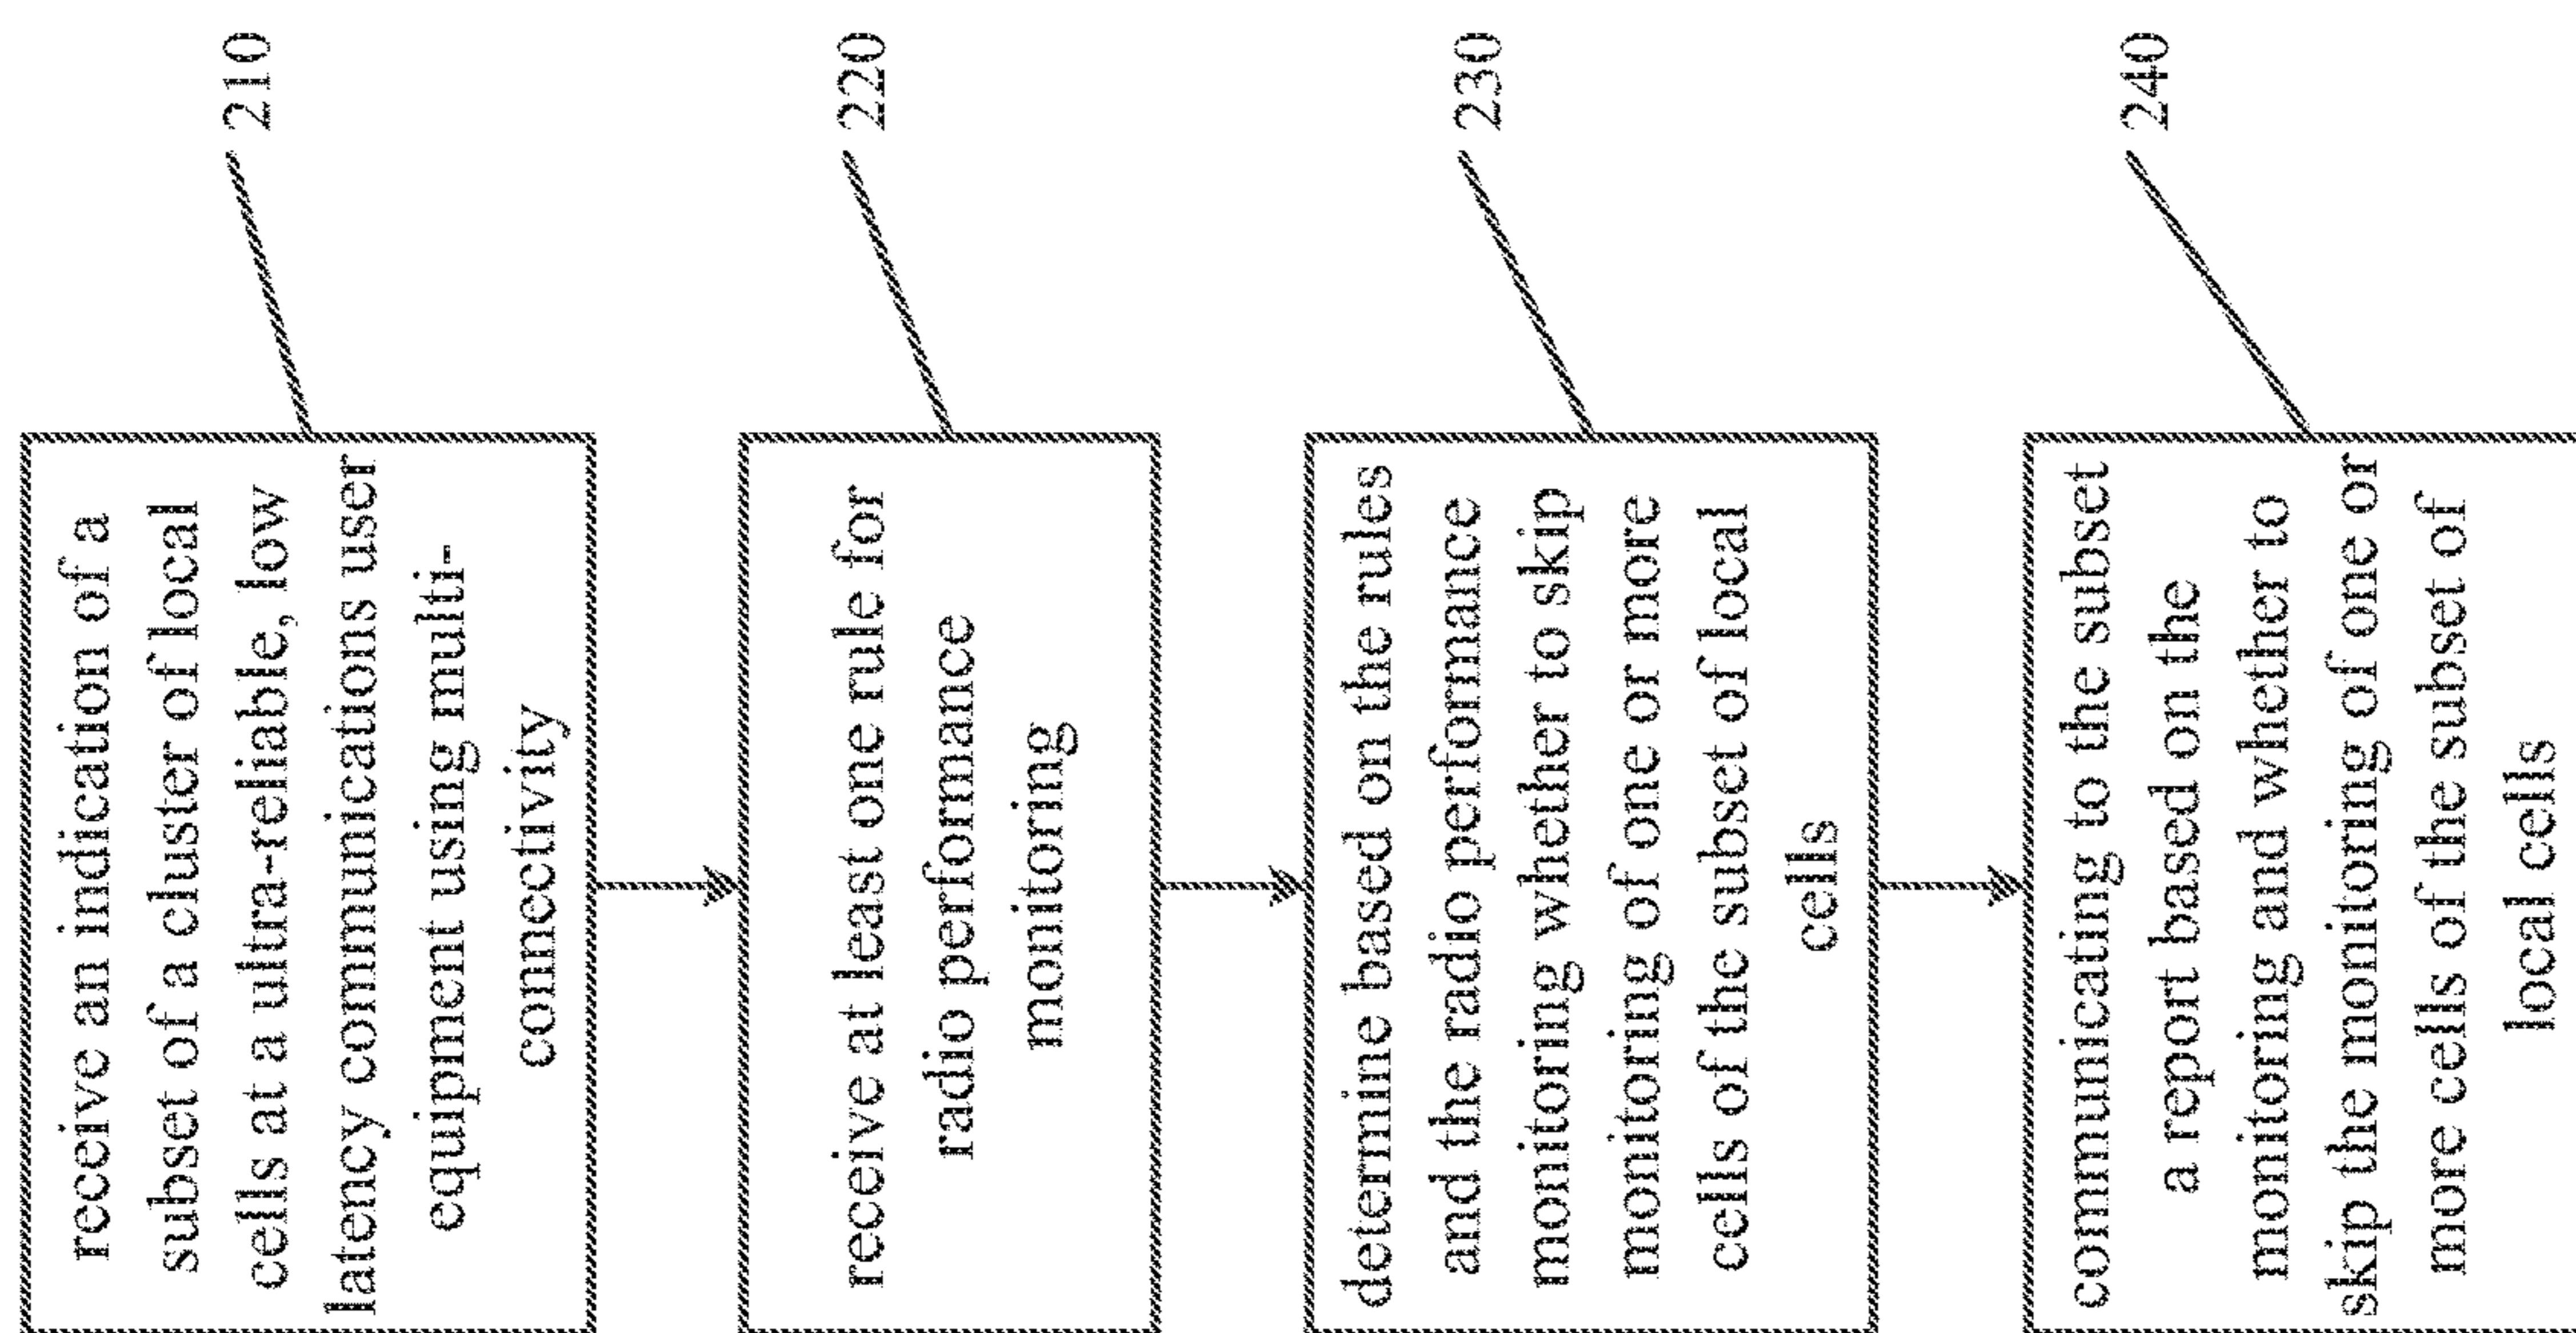 receive an indication of a
subset of a cluster of local
cells at a ultra-reliable, low
latency communications user
equipment using multi-
connectivity
210
receive at least one rule for
radio performance
monitoring
220
determine based on the rules
and the radio performance
monitoring whether to skip
monitoring of one or more
cells of the subset of local
cells
230
communicating to the subset
a report based on the
monitoring and whether to
skip the monitoring of one or
more cells of the subset of
local cells
240